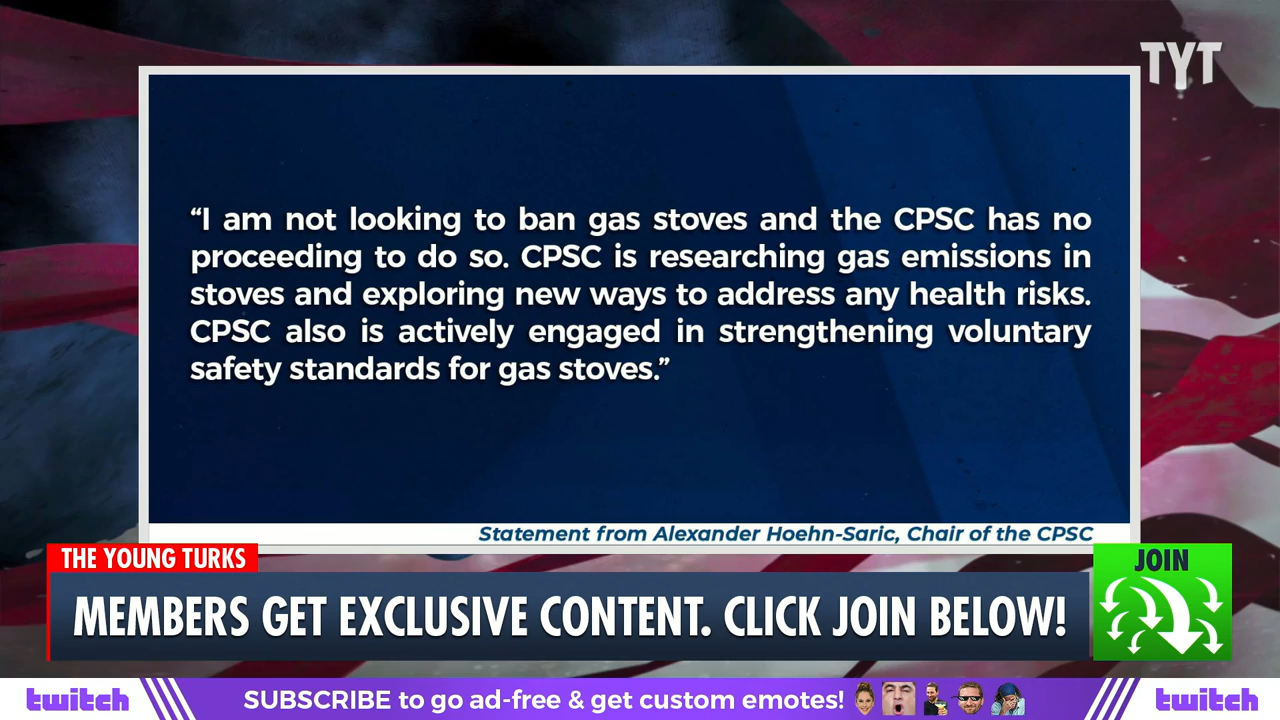 TYT
“I am not looking to ban gas stoves and the CPSC has no
proceeding to do so. CPSC is researching gas emissions in
stoves and exploring new ways to address any health risks.
CPSC also is actively engaged in strengthening voluntary
safety standards for gas stoves.”
Statement from Alexander Hoehn-Saric, Chair of the CPSC
THE YOUNG TURKS
JOIN
MEMBERS GET EXCLUSIVE CONTENT. CLICK JOIN BELOW!
twitch SUBSCRIBE to go ad-free & get custom emotes! twitch